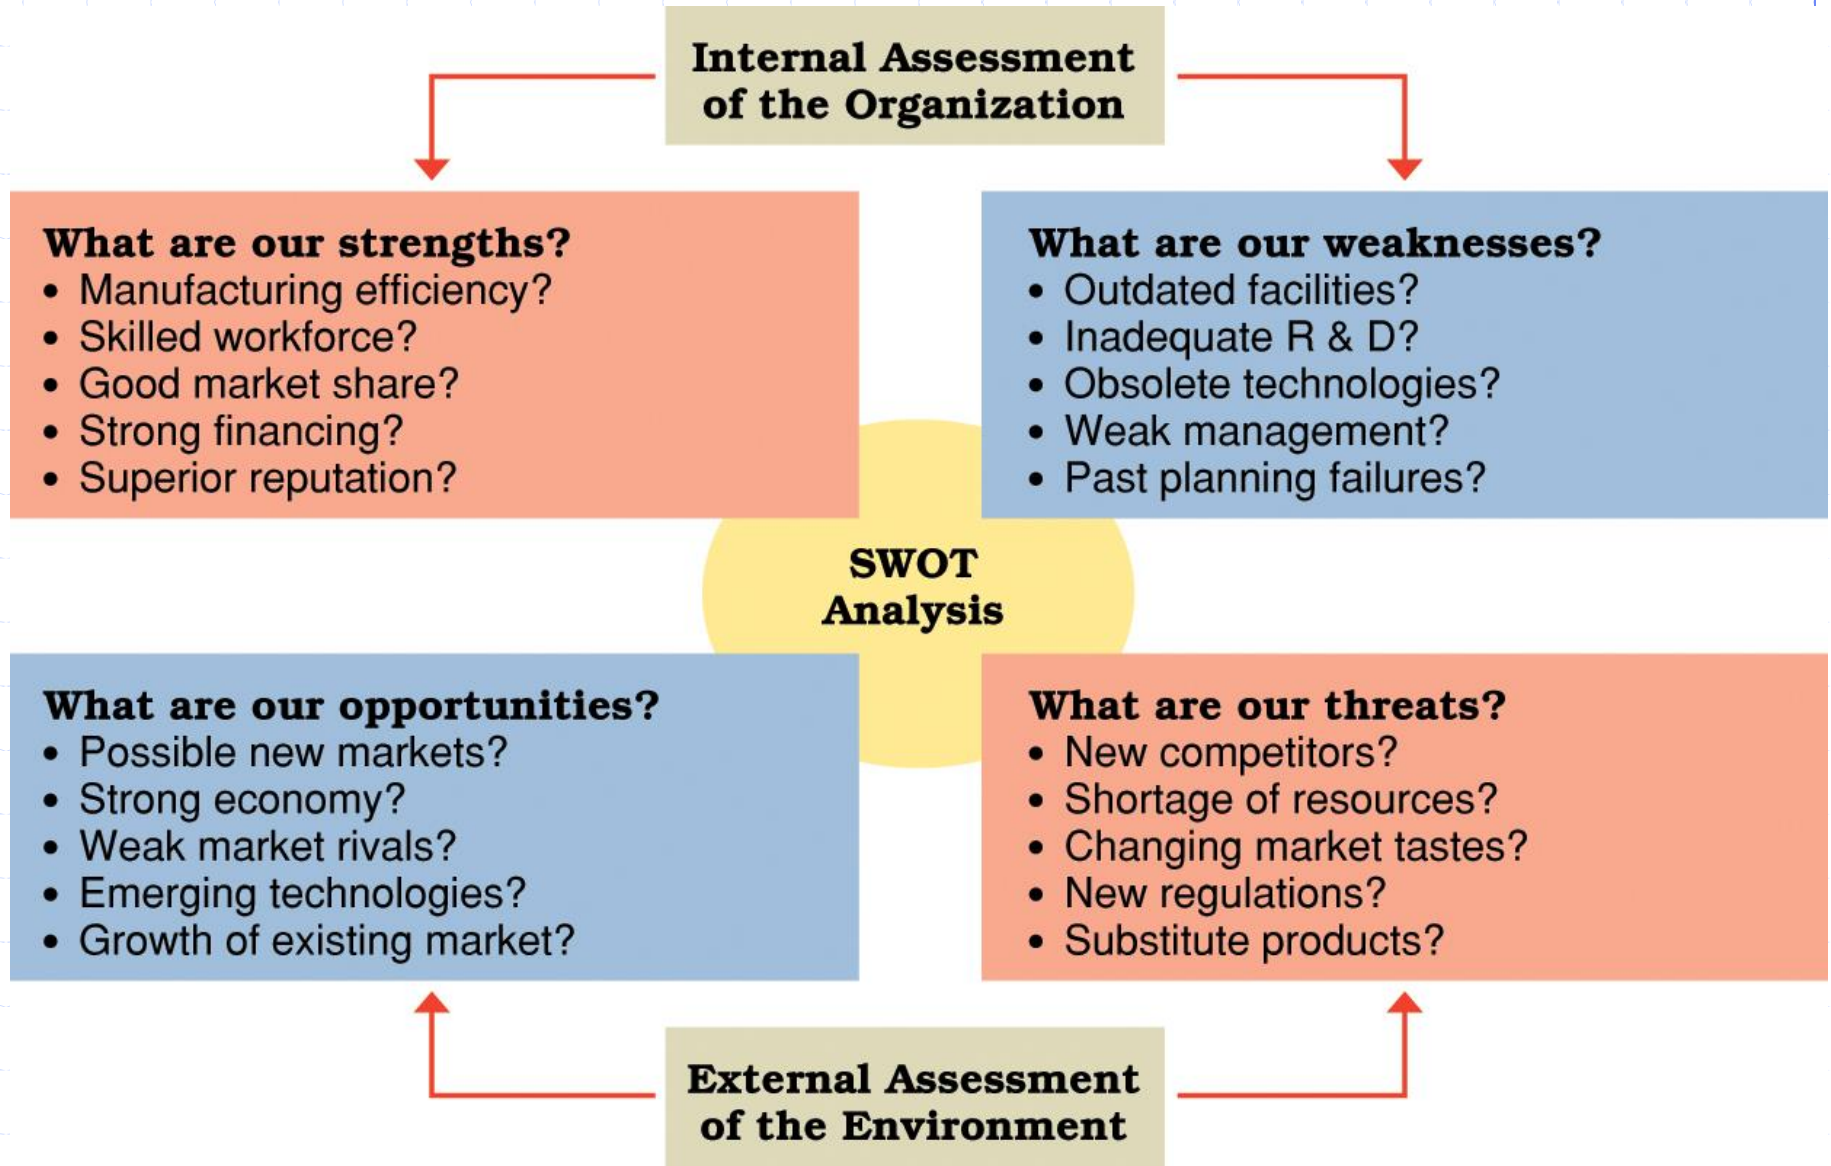 Internal Assessment
of the Organization
What are our strengths?
• Manufacturing efficiency?
• Skilled workforce?
• Good market share?
• Strong financing?
• Superior reputation?
What are our weaknesses?
• Outdated facilities?
• Inadequate R & D?
• Obsolete technologies?
• Weak management?
• Past planning failures?
SWOT
Analysis
What are our opportunities?
• Possible new markets?
• Strong economy?
• Weak market rivals?
• Emerging technologies?
• Growth of existing market?
What are our threats?
• New competitors?
• Shortage of resources?
• Changing market tastes?
• New regulations?
• Substitute products?
External Assessment
of the Environment